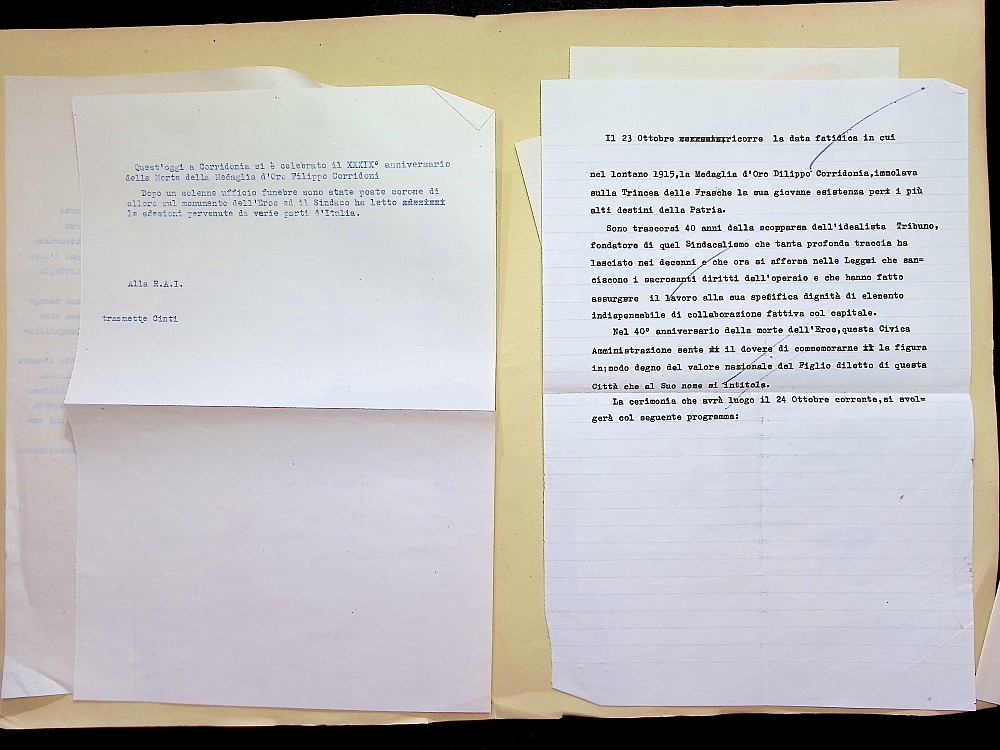 Quest'oggi a Corridonia si è celebrato il XXXIX° anniversario
della Morte della Medaglia d'Oro Filippo Corridoni
Dopo un solenne ufficio funebre sono state poste corone di
allore sul monumento dell'Eroe ed il Sindaco ha letto
le adesioni pervenute da varie parti d'Italia.
Alla R.A.I.
trasmette Cinti
Il 23 Ottobre ricorre la data fatidica in cui
nel lontano 1915,la Medaglia d'Oro Dilippo Corridonia,immolava
sulla Trincea delle Frasche la sua giovane esistenza peri i più
alti destini della Patria.
Sono trascorsi 40 anni dalla scopparsa dell'idealista Tribuno,
fondatore di quel Sindacalismo che tanta profonda traccia ha
lasciato nei decenni e che ora si afferma nelle Leggei che san=
ciscono i sacrosanti diritti dell'operaio e che hanno fatto
assurgere il lavoro alla sua spefifica dignità di elemento
indispensabile di collaborazione fattiva col capitale.
Nel 40° anniversario della morte dell'Eroe,questa Civica
Amministrazione sente il dovere di commemorarne la figura
in;modo degno del valore nazionale del Figlio diletto di questa
Città che al Suo nome si intitola.
La cerimonia che avrà luogo il 24 Ottobre corrente,si svol=
gerà col seguente programma: